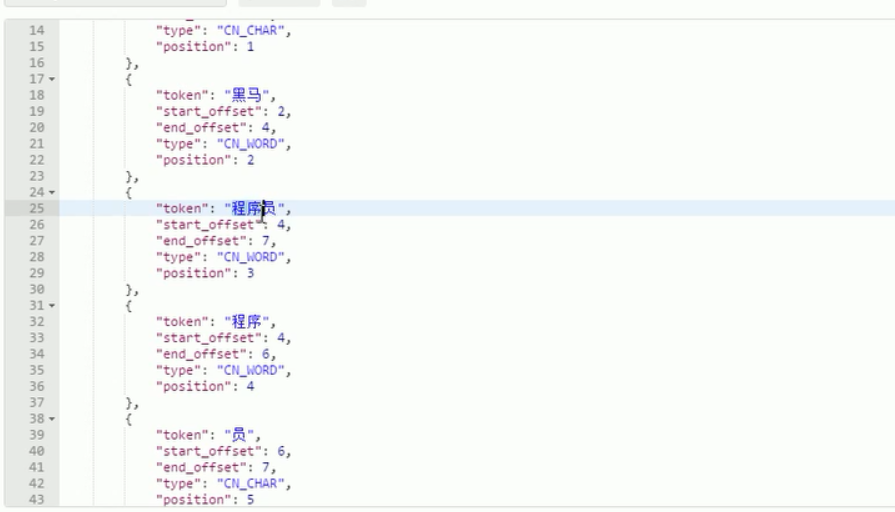 14 "type": "CN_CHAR",
15 "position": 1
16 },
17 {
18 "token": "黑马",
19 "start_offset": 2,
20 "end_offset": 4,
21 "type": "CN_WORD",
22 "position": 2
23 },
24 {
25 "token": "程序员",
26 "start_offset": 4,
27 "end_offset": 7,
28 "type": "CN_WORD",
29 "position": 3
30 },
31 {
32 "token": "程序",
33 "start_offset": 4,
34 "end_offset": 6,
35 "type": "CN_WORD",
36 "position": 4
37 },
38 {
39 "token": "员",
40 "start_offset": 6,
41 "end_offset": 7,
42 "type": "CN_CHAR",
43 "position": 5